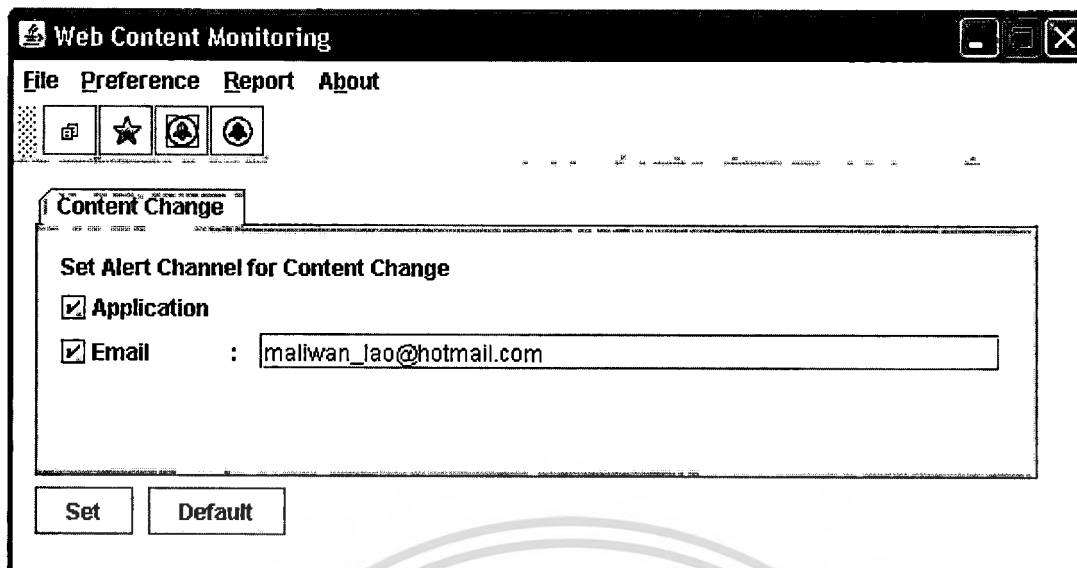 Web Content Monitoring
File Preference Report About
Content Change
Set Alert Channel for Content Change
Application
Email : maliwan_lao@hotmail.com
Set Default